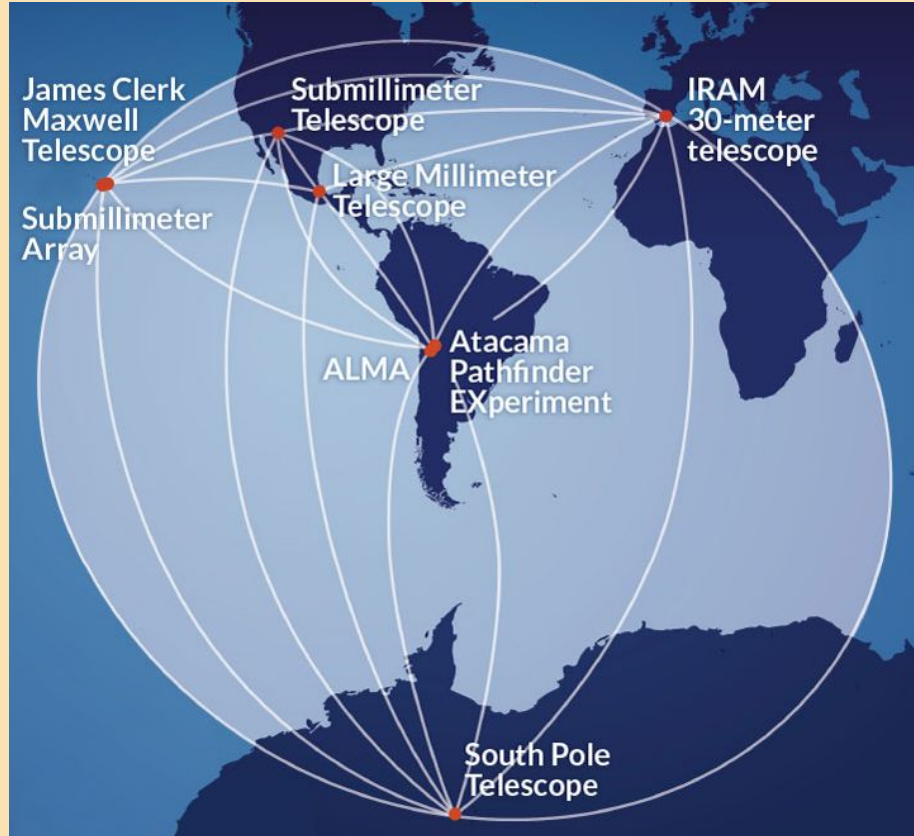 James Clerk
Maxwell
Telescope
Submillimeter
Array
Submillimeter
Telescope
Large Millimeter
Telescope
IRAM
30-meter
telescope
ALMA
Atacama
Pathfinder
EXperiment
South Pole
Telescope